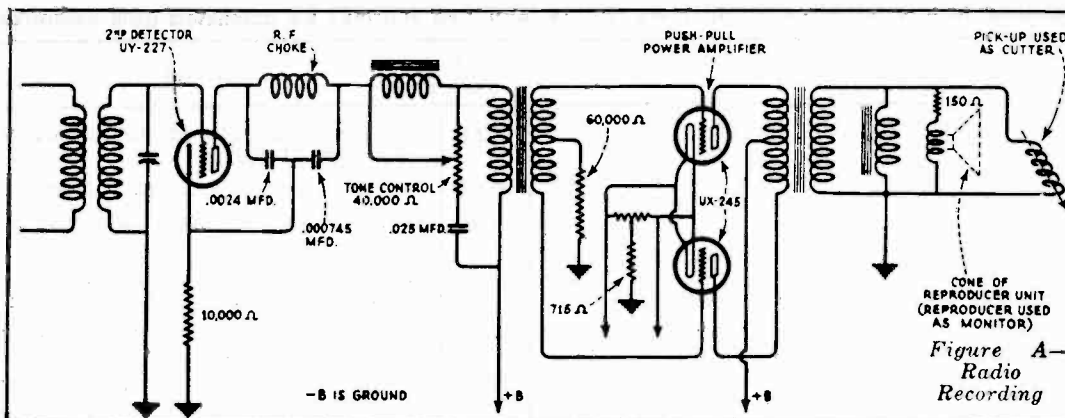 2ND DETECTOR
UY-227
R.F
CHOKE
PUSH-PULL
POWER AMPLIFIER
PICK-UP USED
AS CUTTER
60,000 Ω
150 Ω
.0024 MFD.
TONE CONTROL
40,000 Ω
UX-245
.000745
MFD.
.025 MFD.
10,000 Ω
715 Ω
CONE OF
REPRODUCER UNIT
(REPRODUCER USED
AS MONITOR)
-B IS GROUND
+B
+B
Figure A—
Radio
Recording